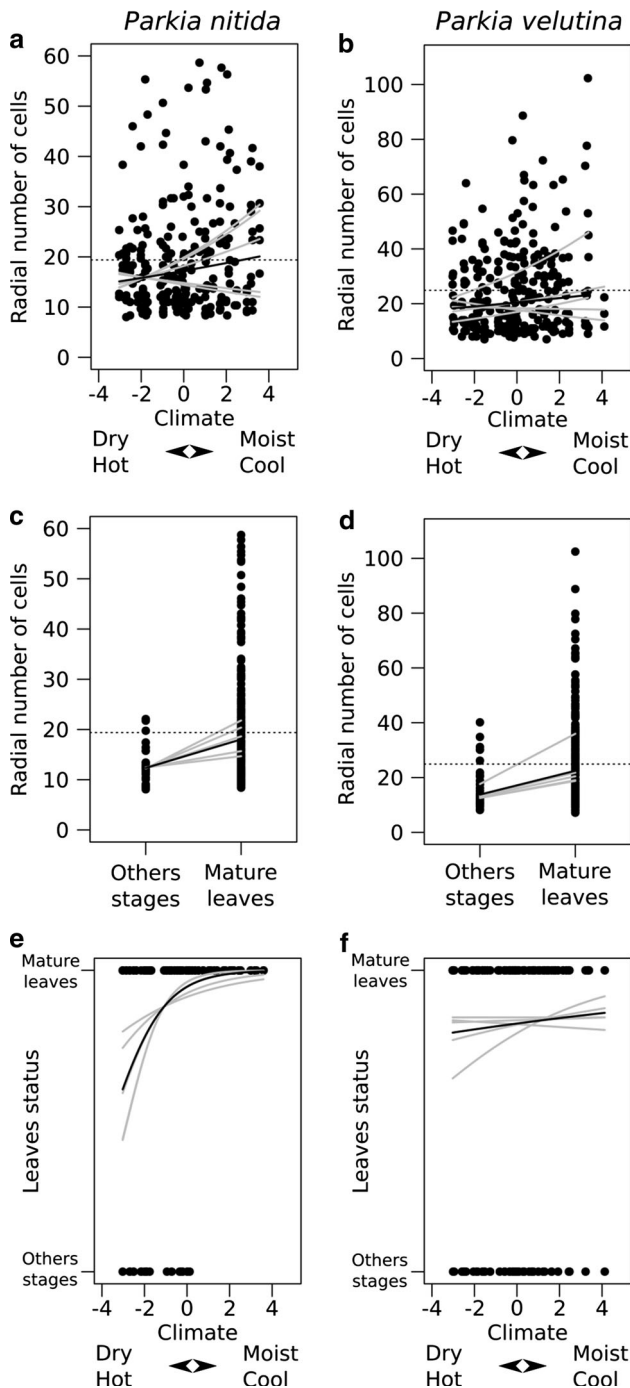 Parkia nitida
Parkia velutina
a
Radial number of cells
60
50
40
30
20
10
0
-4 -2 0 2 4
Climate
Dry Moist
Hot Cool
b
Radial number of cells
100
80
60
40
20
0
-4 -2 0 2 4
Climate
Dry Moist
Hot Cool
c
Radial number of cells
60
50
40
30
20
10
0
Others Mature
stages leaves
d
Radial number of cells
100
80
60
40
20
0
Others Mature
stages leaves
e
Mature
leaves
Leaves status
Others
stages
-4 -2 0 2 4
Climate
Dry Moist
Hot Cool
f
Mature
leaves
Leaves status
Others
stages
-4 -2 0 2 4
Climate
Dry Moist
Hot Cool